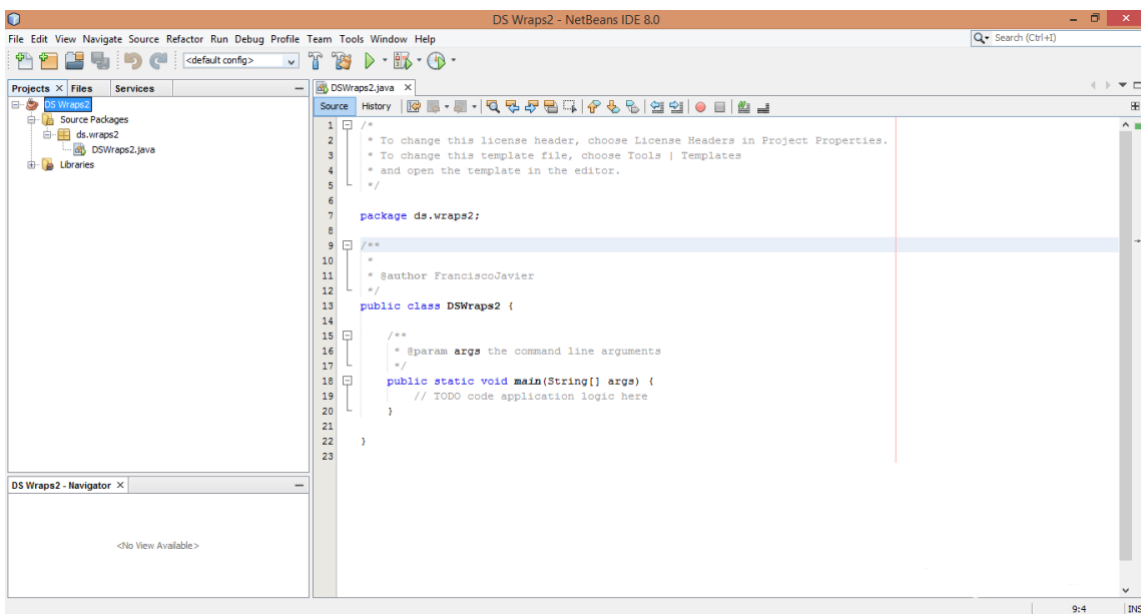 DS Wraps2 - NetBeans IDE 8.0
File Edit View Navigate Source Refactor Run Debug Profile Team Tools Window Help
Search (Ctrl+I)
<default config>
Projects Files Services
DS Wraps2
Source Packages
ds.wraps2
DSWraps2.java
Libraries
DS Wraps2 - Navigator
<No View Available>
DSWraps2.java
Source History
1 /*
2 * To change this license header, choose License Headers in Project Properties.
3 * To change this template file, choose Tools | Templates
4 * and open the template in the editor.
5 */
6
7 package ds.wraps2;
8
9 /**
10 *
11 * @author FranciscoJavier
12 */
13 public class DSWraps2 {
14
15 /**
16 * @param args the command line arguments
17 */
18 public static void main(String[] args) {
19 // TODO code application logic here
20 }
21
22 }
23
9:4 INS